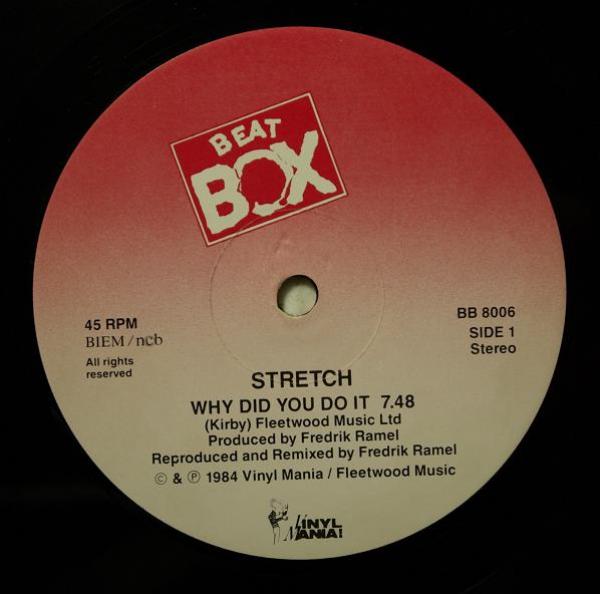 BEAT
BOX
45 RPM
BIEM/ncb
All rights
reserved
BB 8006
SIDE 1
Stereo
STRETCH
WHY DID YOU DO IT 7.48
(Kirby) Fleetwood Music Ltd
Produced by Fredrik Ramel
Reproduced and Remixed by Fredrik Ramel
© & ℗ 1984 Vinyl Mania / Fleetwood Music
VINYL
MANIA!